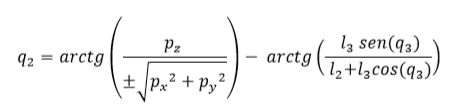 q₂ = arctg( p_z / ±√(p_x² + p_y²) ) − arctg( l₃ sen(q₃) / l₂+l₃cos(q₃) )